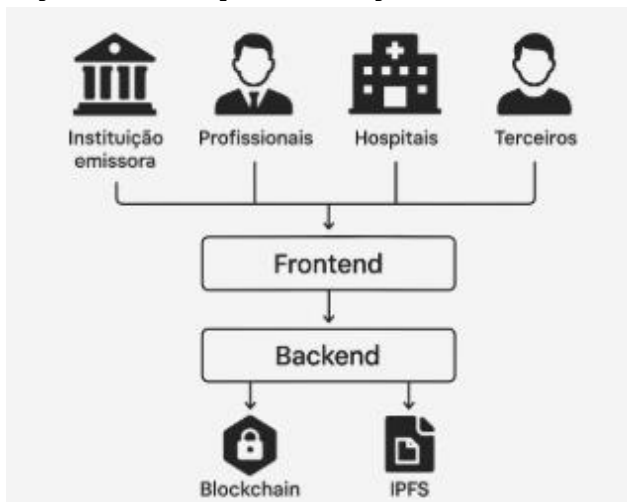 Instituição
emissora
Profissionais
Hospitais
Terceiros
Frontend
Backend
Blockchain
IPFS